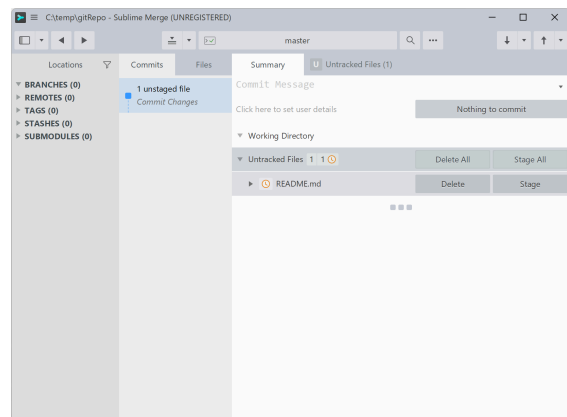 C:\temp\gitRepo - Sublime Merge (UNREGISTERED)
master
Locations
Commits
Files
Summary
U Untracked Files (1)
BRANCHES (0)
REMOTES (0)
TAGS (0)
STASHES (0)
SUBMODULES (0)
1 unstaged file
Commit Changes
Commit Message
Click here to set user details
Nothing to commit
Working Directory
Untracked Files 1 1
Delete All
Stage All
README.md
Delete
Stage